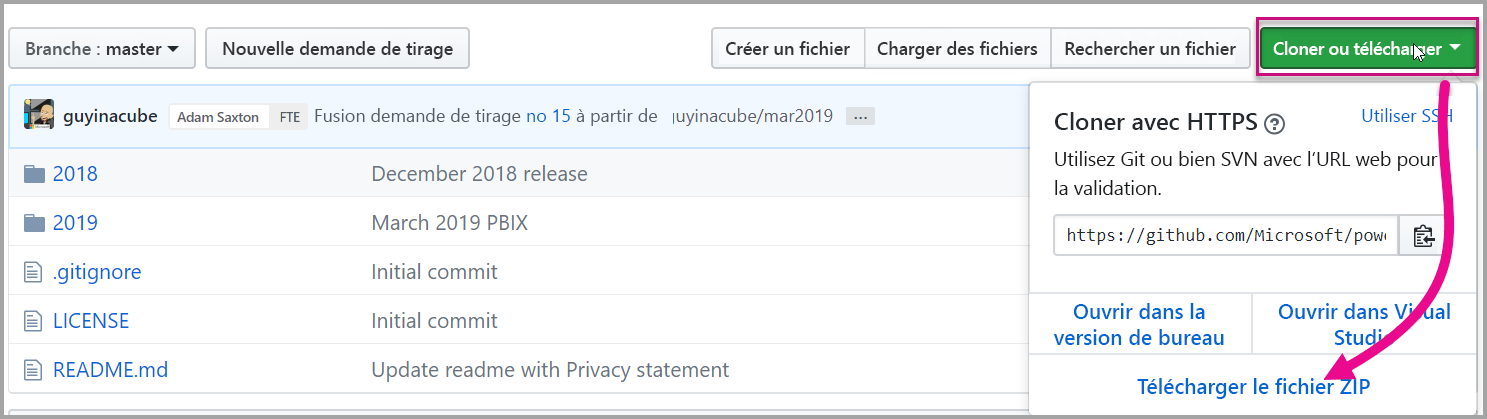 Branche : master
Nouvelle demande de tirage
Créer un fichier
Charger des fichiers
Rechercher un fichier
Cloner ou télécharger
guyinacube Adam Saxton FTE Fusion demande de tirage no 15 à partir de guyinacube/mar2019 ...
2018 December 2018 release
2019 March 2019 PBIX
.gitignore Initial commit
LICENSE Initial commit
README.md Update readme with Privacy statement
Cloner avec HTTPS ?
Utiliser SSH
Utilisez Git ou bien SVN avec l'URL web pour
la validation.
https://github.com/Microsoft/powe
Ouvrir dans la
version de bureau
Ouvrir dans Visual
Studio
Télécharger le fichier ZIP